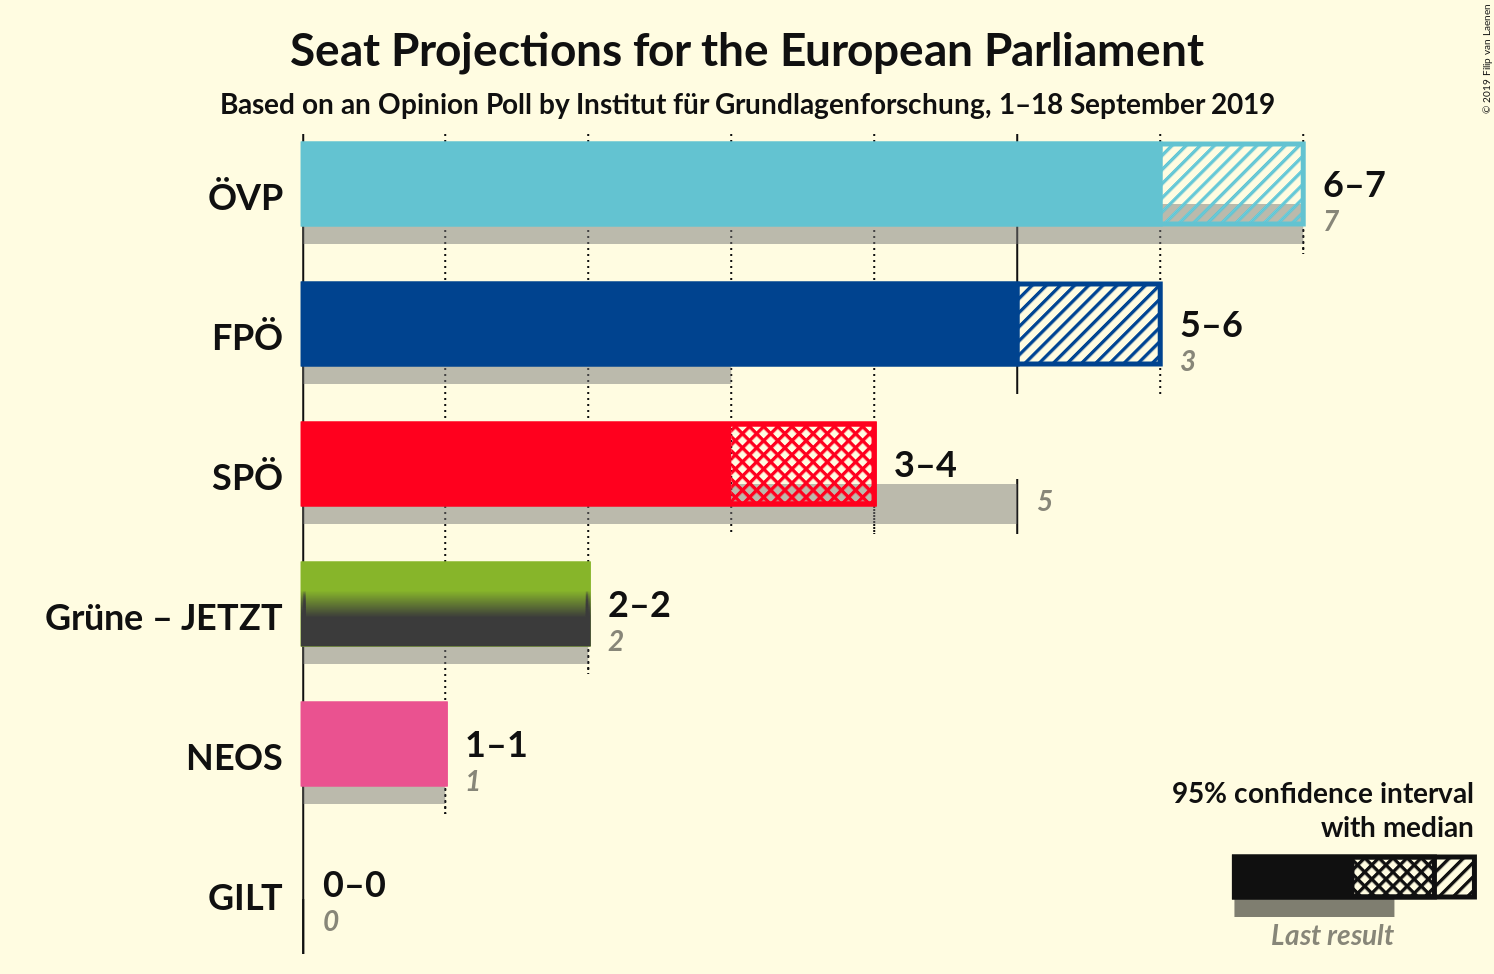 Seat Projections for the European Parliament
Based on an Opinion Poll by Institut für Grundlagenforschung, 1–18 September 2019
© 2019 Filip van Laenen
ÖVP
6–7
7
FPÖ
5–6
3
SPÖ
3–4
5
Grüne – JETZT
2–2
2
NEOS
1–1
1
GILT
0–0
0
95% confidence interval
with median
Last result